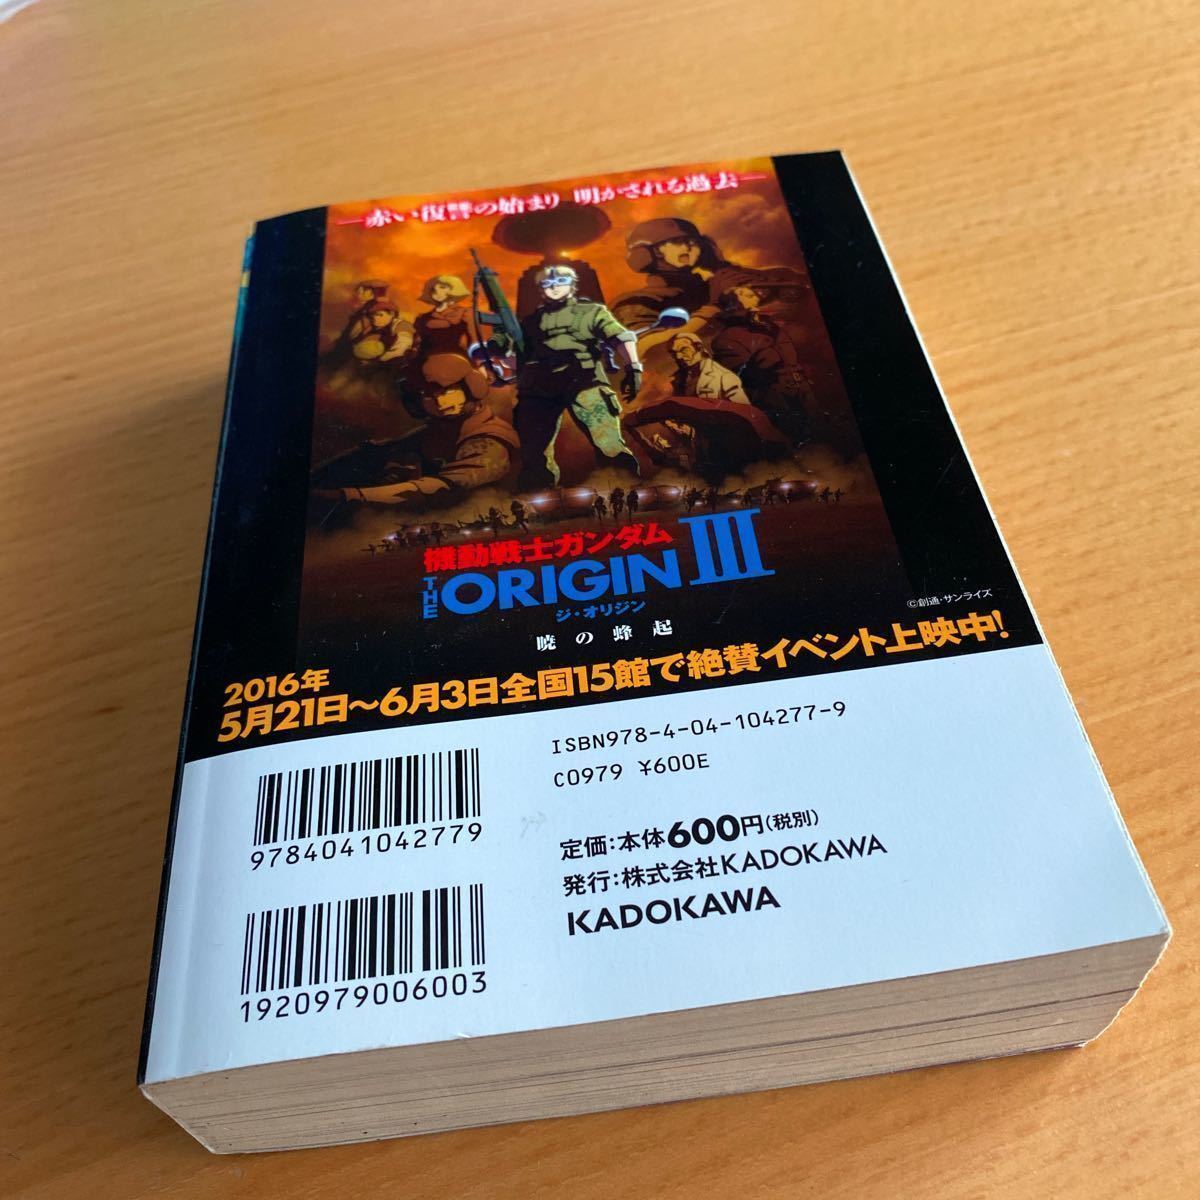 ―赤い復讐の始まり 明かされる過去―
機動戦士ガンダム
THE ORIGIN III
ジ・オリジン
暁の蜂起
©創通・サンライズ
2016年
5月21日～6月3日全国15館で絶賛イベント上映中!
ISBN978-4-04-104277-9
C0979 ¥600E
9784041042779
定価：本体600円（税別）
発行：株式会社KADOKAWA
KADOKAWA
1920979006003